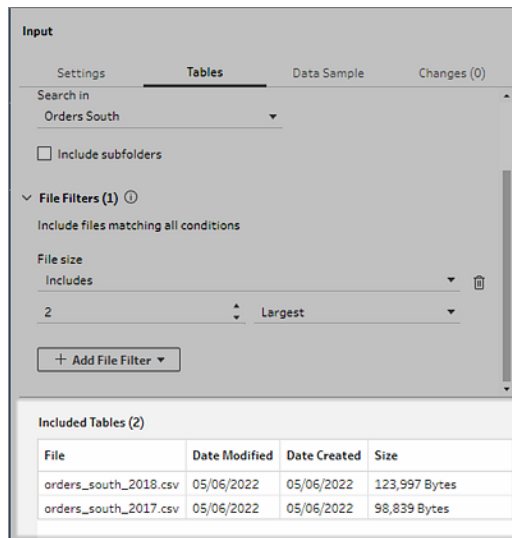 Input
Settings Tables Data Sample Changes (0)
Search in
Orders South
Include subfolders
File Filters (1)
Include files matching all conditions
File size
Includes
2 Largest
+ Add File Filter
Included Tables (2)
File Date Modified Date Created Size
orders_south_2018.csv 05/06/2022 05/06/2022 123,997 Bytes
orders_south_2017.csv 05/06/2022 05/06/2022 98,839 Bytes